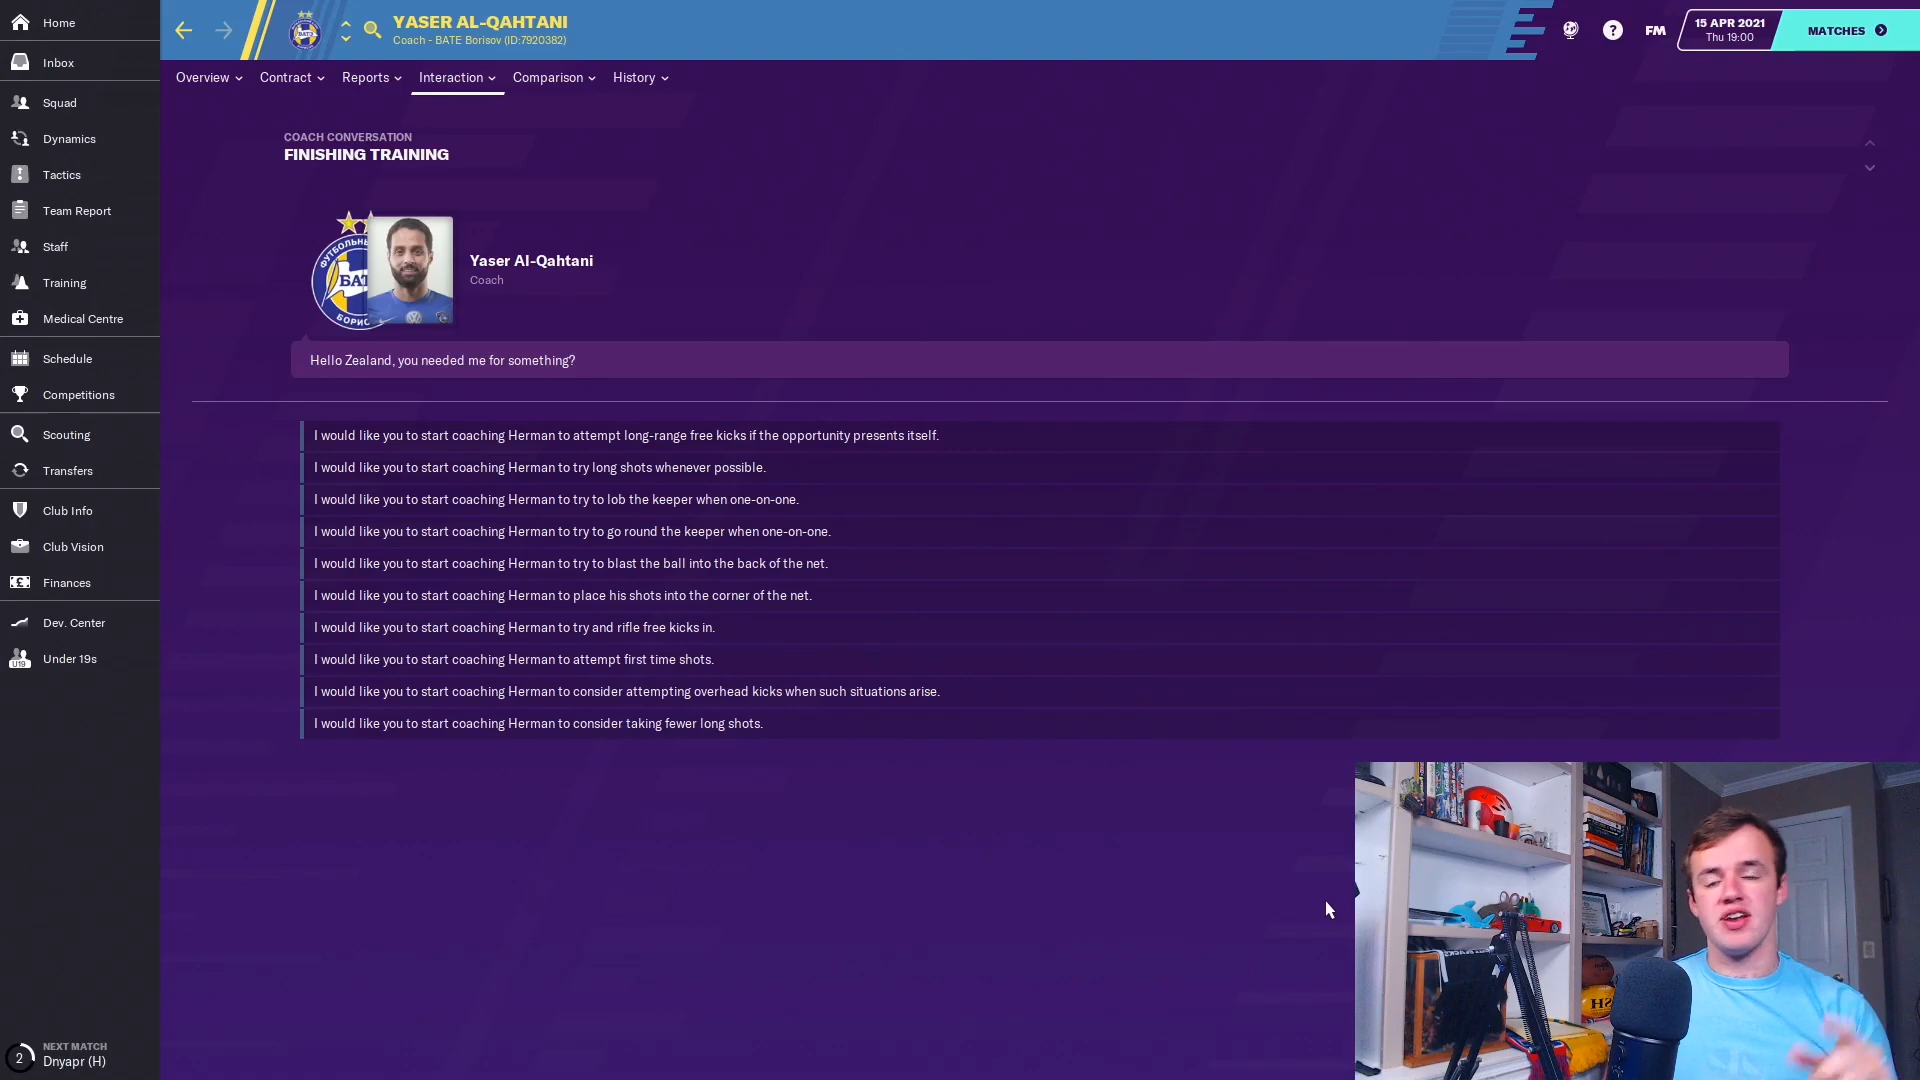 Home
Inbox
Squad
Dynamics
Tactics
Team Report
Staff
Training
Medical Centre
Schedule
Competitions
Scouting
Transfers
Club Info
Club Vision
Finances
Dev. Center
U19
Under 19s
2
NEXT MATCH
Dnyapr (H)
YASER AL-QAHTANI
Coach - BATE Borisov (ID:7920382)
?
FM
15 APR 2021
Thu 19:00
MATCHES
Overview
Contract
Reports
Interaction
Comparison
History
COACH CONVERSATION
FINISHING TRAINING
ФУТБОЛЬНЫ
БАТ
БОРИС
Yaser Al-Qahtani
Coach
Hello Zealand, you needed me for something?
I would like you to start coaching Herman to attempt long-range free kicks if the opportunity presents itself.
I would like you to start coaching Herman to try long shots whenever possible.
I would like you to start coaching Herman to try to lob the keeper when one-on-one.
I would like you to start coaching Herman to try to go round the keeper when one-on-one.
I would like you to start coaching Herman to try to blast the ball into the back of the net.
I would like you to start coaching Herman to place his shots into the corner of the net.
I would like you to start coaching Herman to try and rifle free kicks in.
I would like you to start coaching Herman to attempt first time shots.
I would like you to start coaching Herman to consider attempting overhead kicks when such situations arise.
I would like you to start coaching Herman to consider taking fewer long shots.